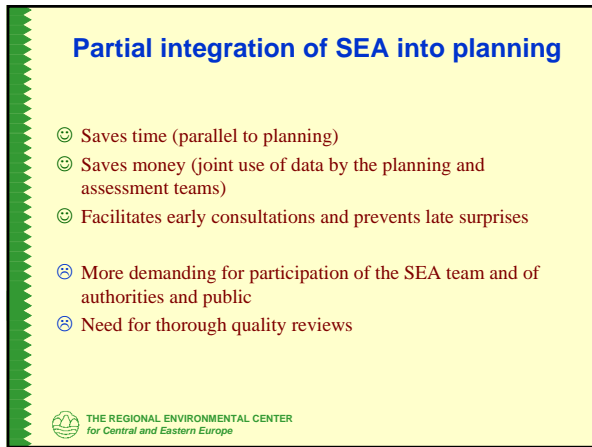 Partial integration of SEA into planning
☺ Saves time (parallel to planning)
☺ Saves money (joint use of data by the planning and
assessment teams)
☺ Facilitates early consultations and prevents late surprises
☹ More demanding for participation of the SEA team and of
authorities and public
☹ Need for thorough quality reviews
THE REGIONAL ENVIRONMENTAL CENTER
for Central and Eastern Europe